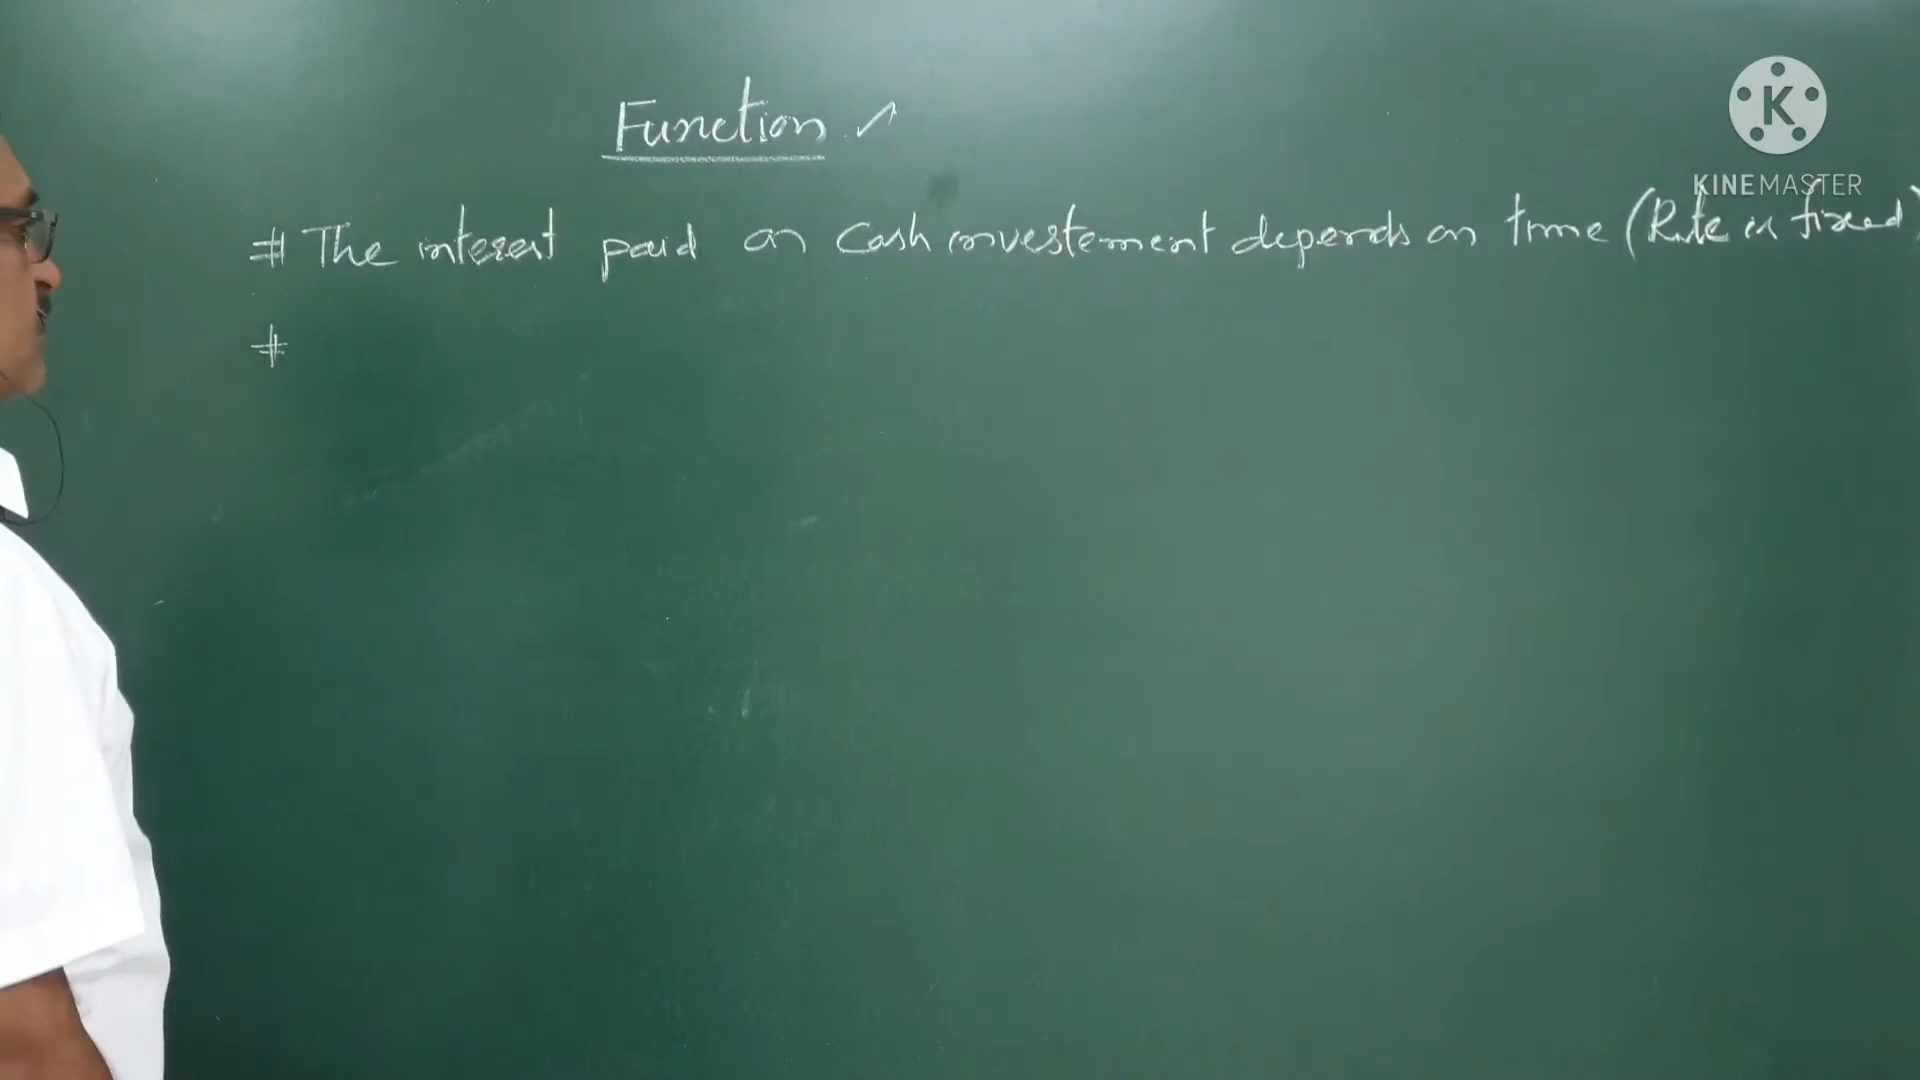 Function ✓
# The interest paid on Cash investement depends on time (Rate is fixed)
#
K
KINEMASTER